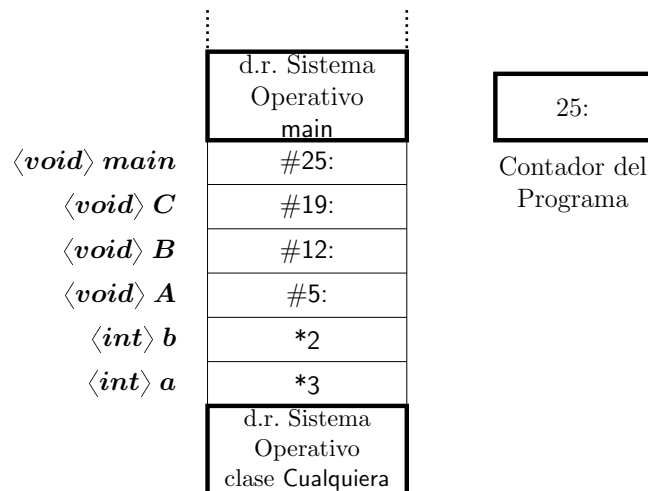 d.r. Sistema
Operativo
main
25:
⟨void⟩ main #25:
Contador del
Programa
⟨void⟩ C #19:
⟨void⟩ B #12:
⟨void⟩ A #5:
⟨int⟩ b *2
⟨int⟩ a *3
d.r. Sistema
Operativo
clase Cualquiera